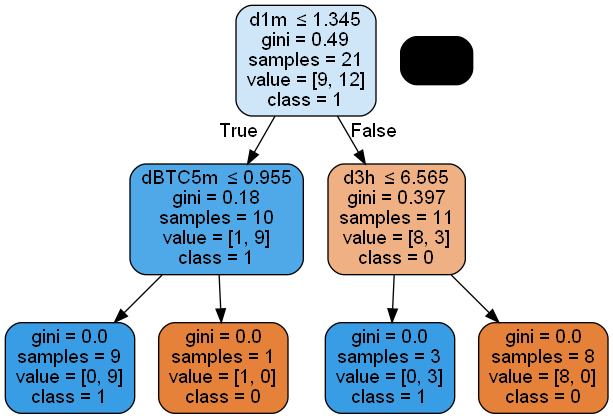 d1m ≤ 1.345
gini = 0.49
samples = 21
value = [9, 12]
class = 1
True
False
dBTC5m ≤ 0.955
gini = 0.18
samples = 10
value = [1, 9]
class = 1
d3h ≤ 6.565
gini = 0.397
samples = 11
value = [8, 3]
class = 0
gini = 0.0
samples = 9
value = [0, 9]
class = 1
gini = 0.0
samples = 1
value = [1, 0]
class = 0
gini = 0.0
samples = 3
value = [0, 3]
class = 1
gini = 0.0
samples = 8
value = [8, 0]
class = 0